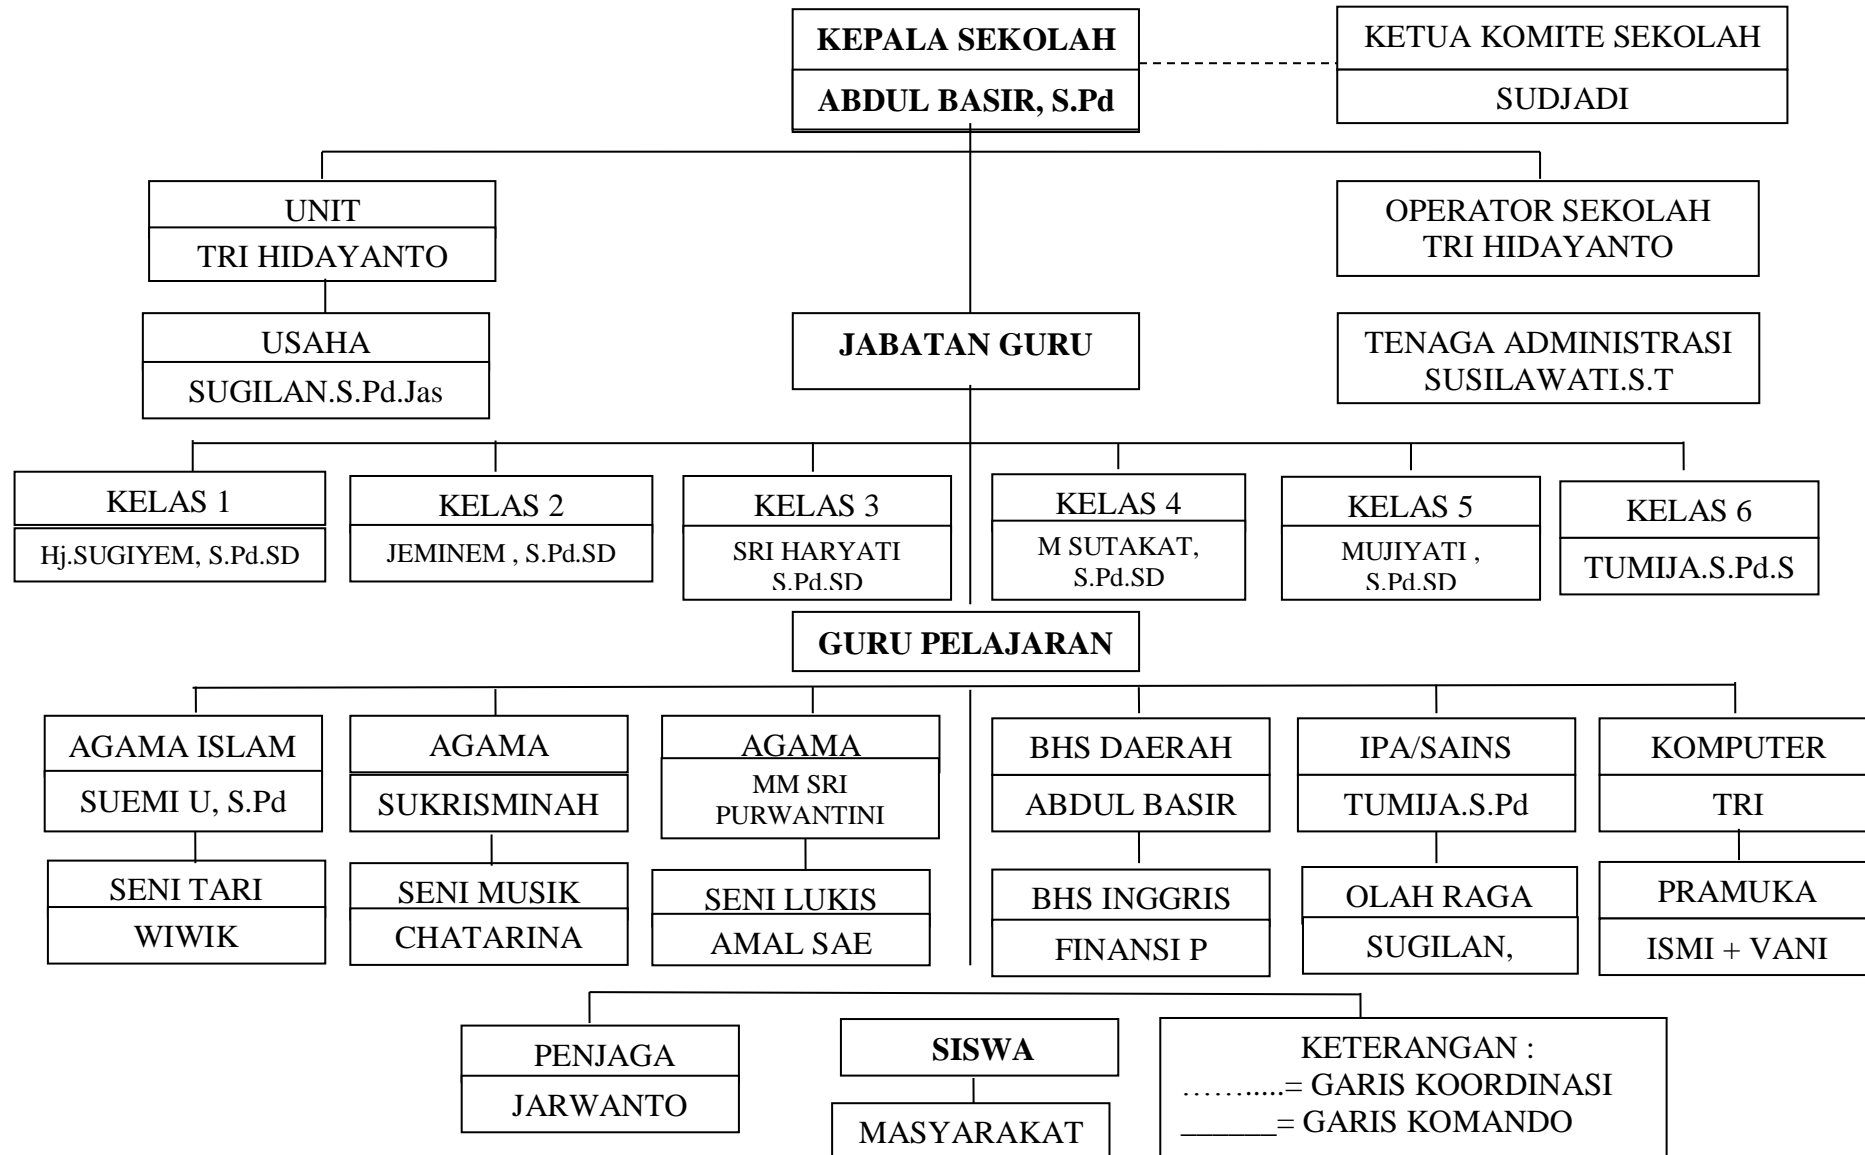 KEPALA SEKOLAH
ABDUL BASIR, S.Pd
KETUA KOMITE SEKOLAH
SUDJADI
UNIT
TRI HIDAYANTO
OPERATOR SEKOLAH
TRI HIDAYANTO
USAHA
SUGILAN.S.Pd.Jas
JABATAN GURU
TENAGA ADMINISTRASI
SUSILAWATI.S.T
KELAS 1
Hj.SUGIYEM, S.Pd.SD
KELAS 2
JEMINEM , S.Pd.SD
KELAS 3
SRI HARYATI
S.Pd.SD
KELAS 4
M SUTAKAT,
S.Pd.SD
KELAS 5
MUJIYATI ,
S.Pd.SD
KELAS 6
TUMIJA.S.Pd.S
GURU PELAJARAN
AGAMA ISLAM
SUEMI U, S.Pd
AGAMA
SUKRISMINAH
AGAMA
MM SRI
PURWANTINI
BHS DAERAH
ABDUL BASIR
IPA/SAINS
TUMIJA.S.Pd
KOMPUTER
TRI
SENI TARI
WIWIK
SENI MUSIK
CHATARINA
SENI LUKIS
AMAL SAE
BHS INGGRIS
FINANSI P
OLAH RAGA
SUGILAN,
PRAMUKA
ISMI + VANI
PENJAGA
JARWANTO
SISWA
MASYARAKAT
KETERANGAN :
…….....= GARIS KOORDINASI
______= GARIS KOMANDO